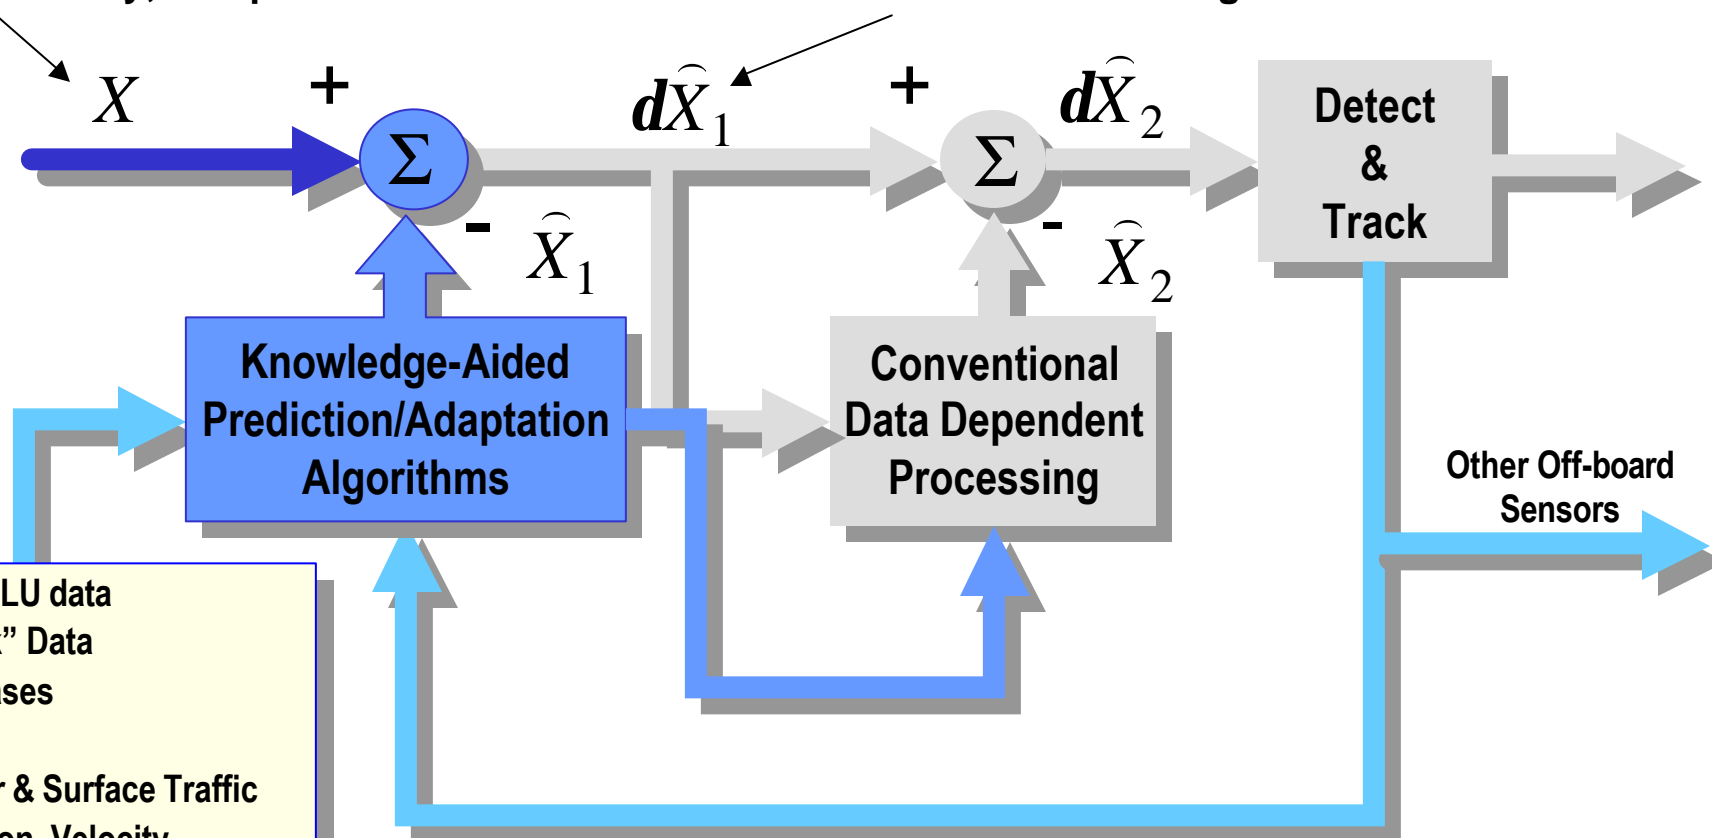 X + dX̂1 + dX̂2
Σ Σ
- X̂1 - X̂2
Detect
&
Track
Knowledge-Aided
Prediction/Adaptation
Algorithms
Conventional
Data Dependent
Processing
Other Off-board
Sensors
LU data
Data
& Surface Traffic
Velocity